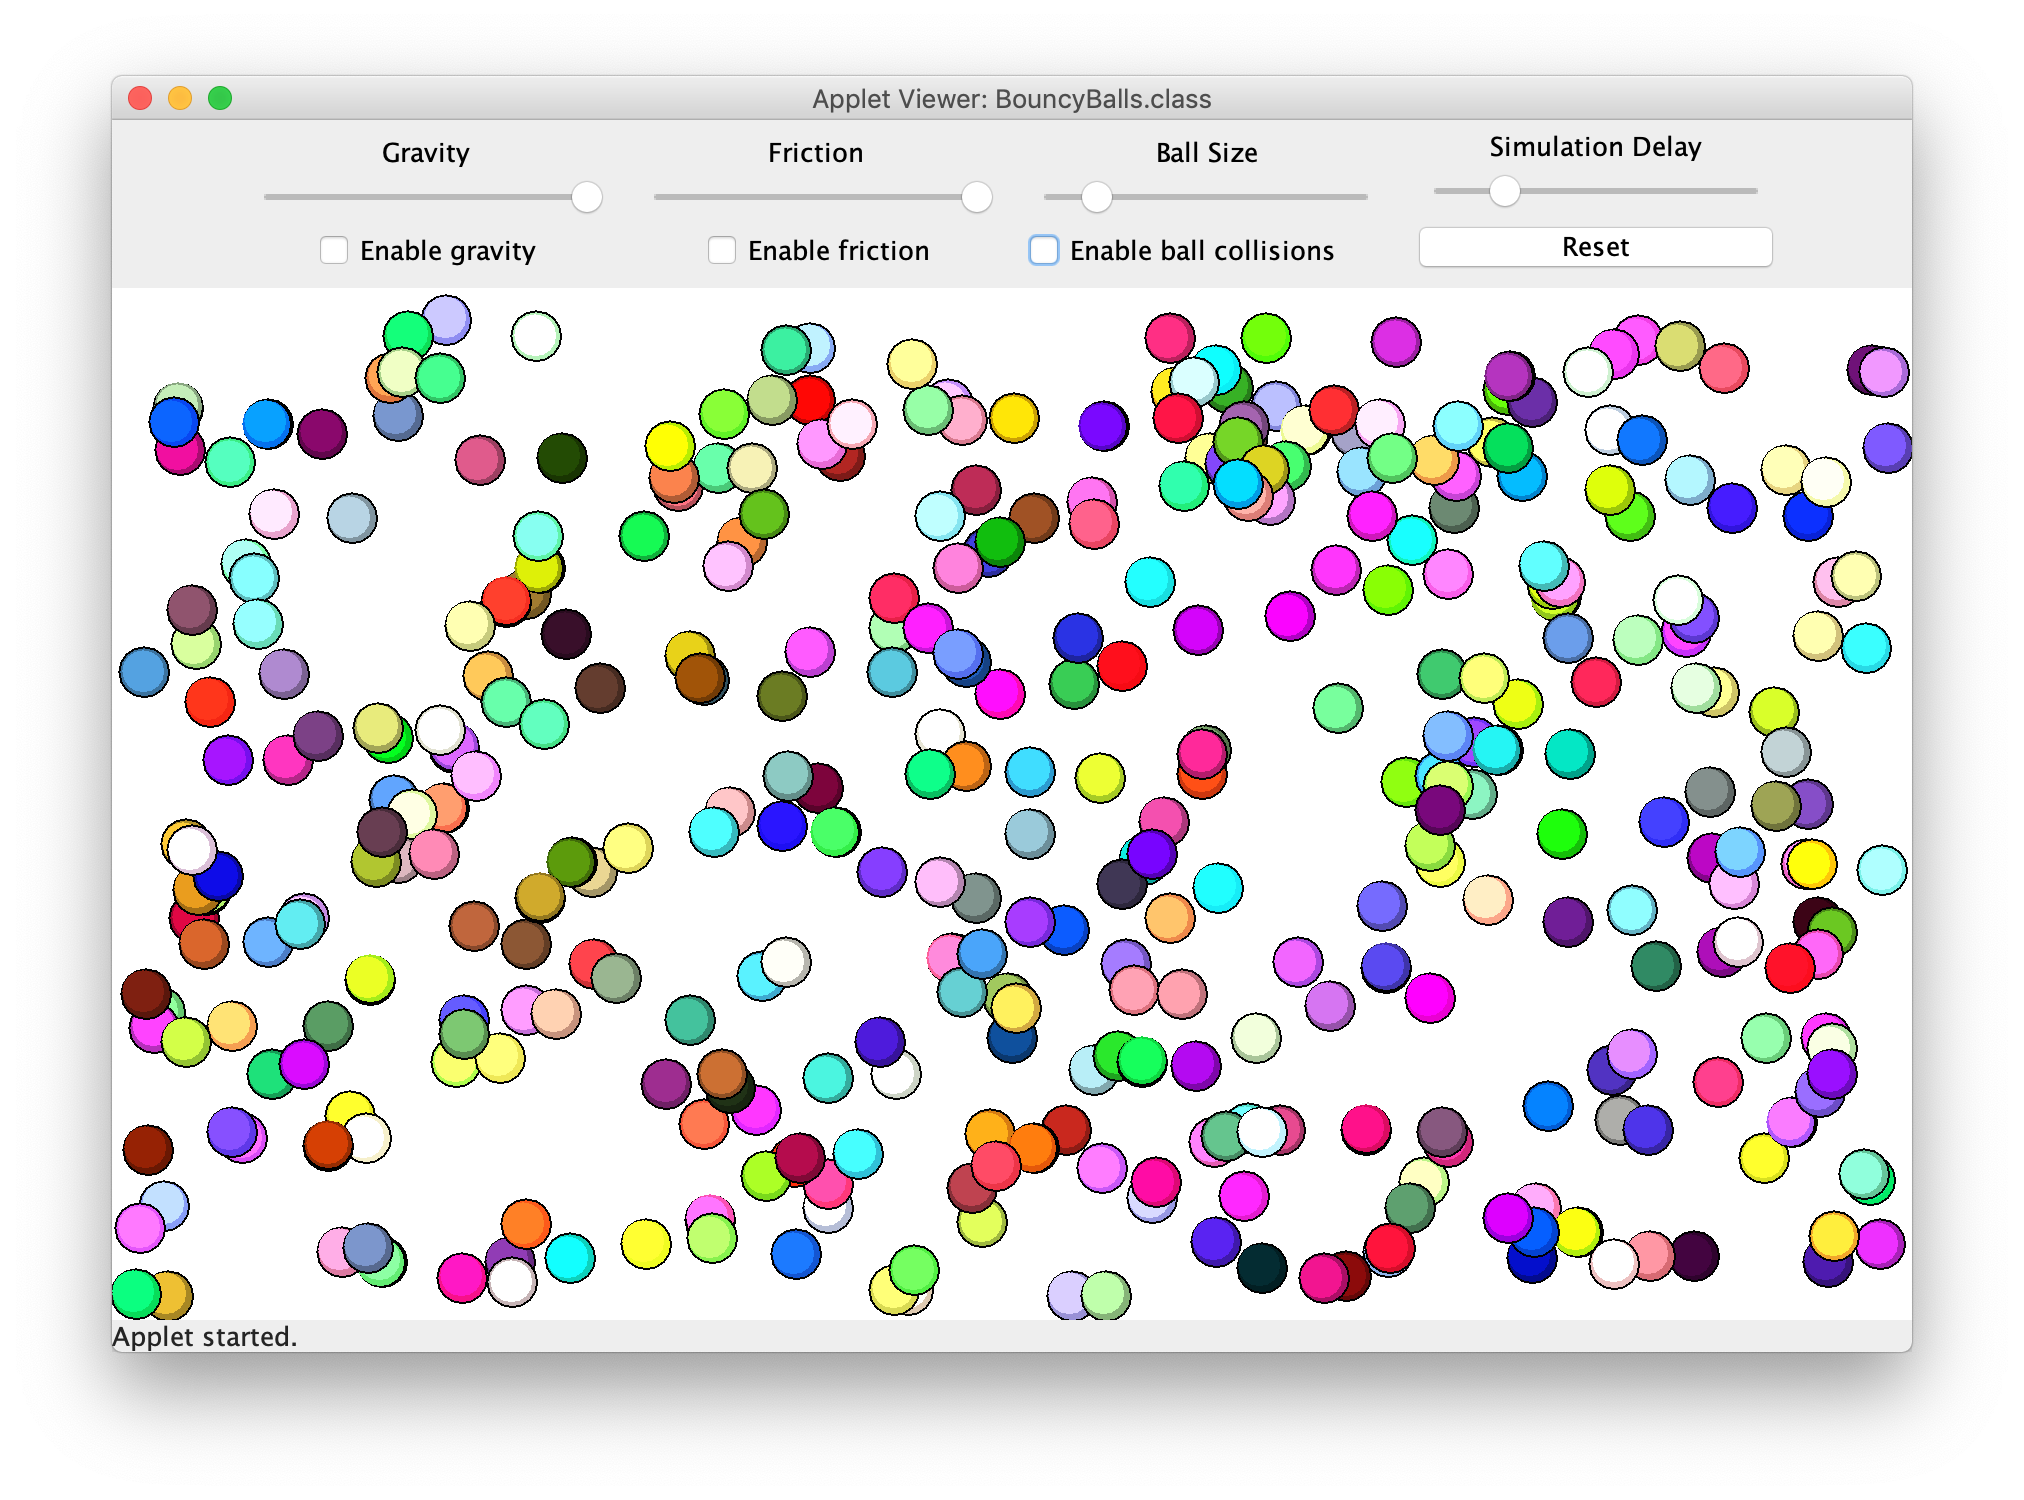 Applet Viewer: BouncyBalls.class
Gravity
Friction
Ball Size
Simulation Delay
Enable gravity
Enable friction
Enable ball collisions
Reset
Applet started.